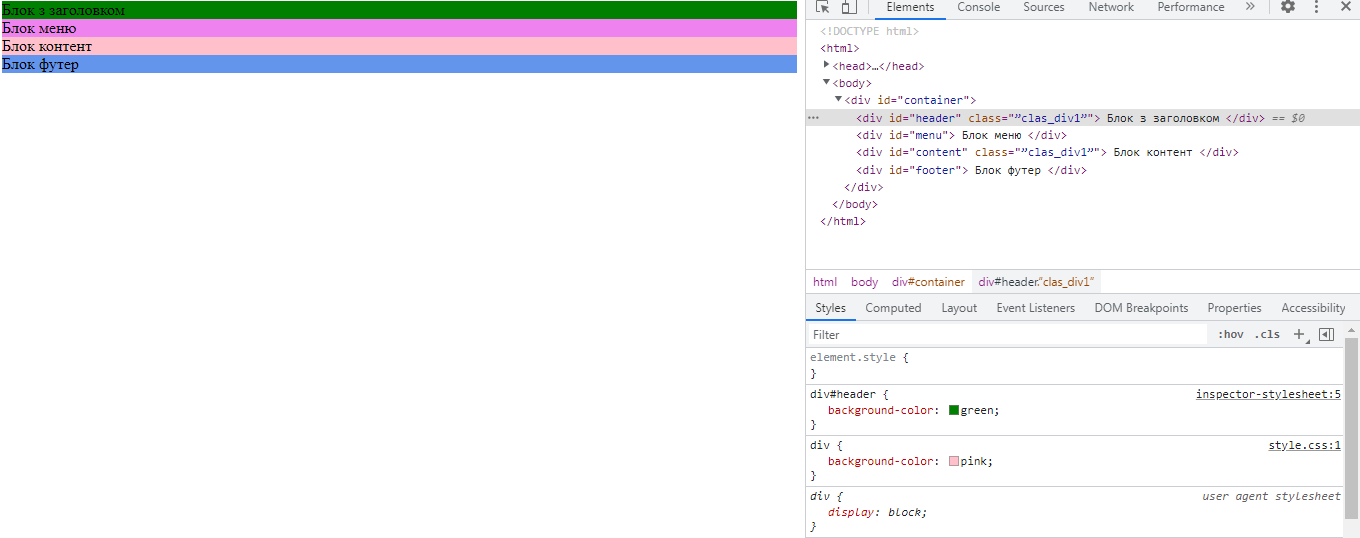 Блок з заголовком
Блок меню
Блок контент
Блок футер
Elements Console Sources Network Performance »
<!DOCTYPE html>
<html>
<head>…</head>
<body>
<div id="container">
<div id="header" class="”clas_div1”"> Блок з заголовком </div> == $0
<div id="menu"> Блок меню </div>
<div id="content" class="”clas_div1”"> Блок контент </div>
<div id="footer"> Блок футер </div>
</div>
</body>
</html>
html body div#container div#header.”clas_div1”
Styles Computed Layout Event Listeners DOM Breakpoints Properties Accessibility
Filter :hov .cls +
element.style {
}
div#header { inspector-stylesheet:5
background-color: green;
}
div { style.css:1
background-color: pink;
}
div { user agent stylesheet
display: block;
}